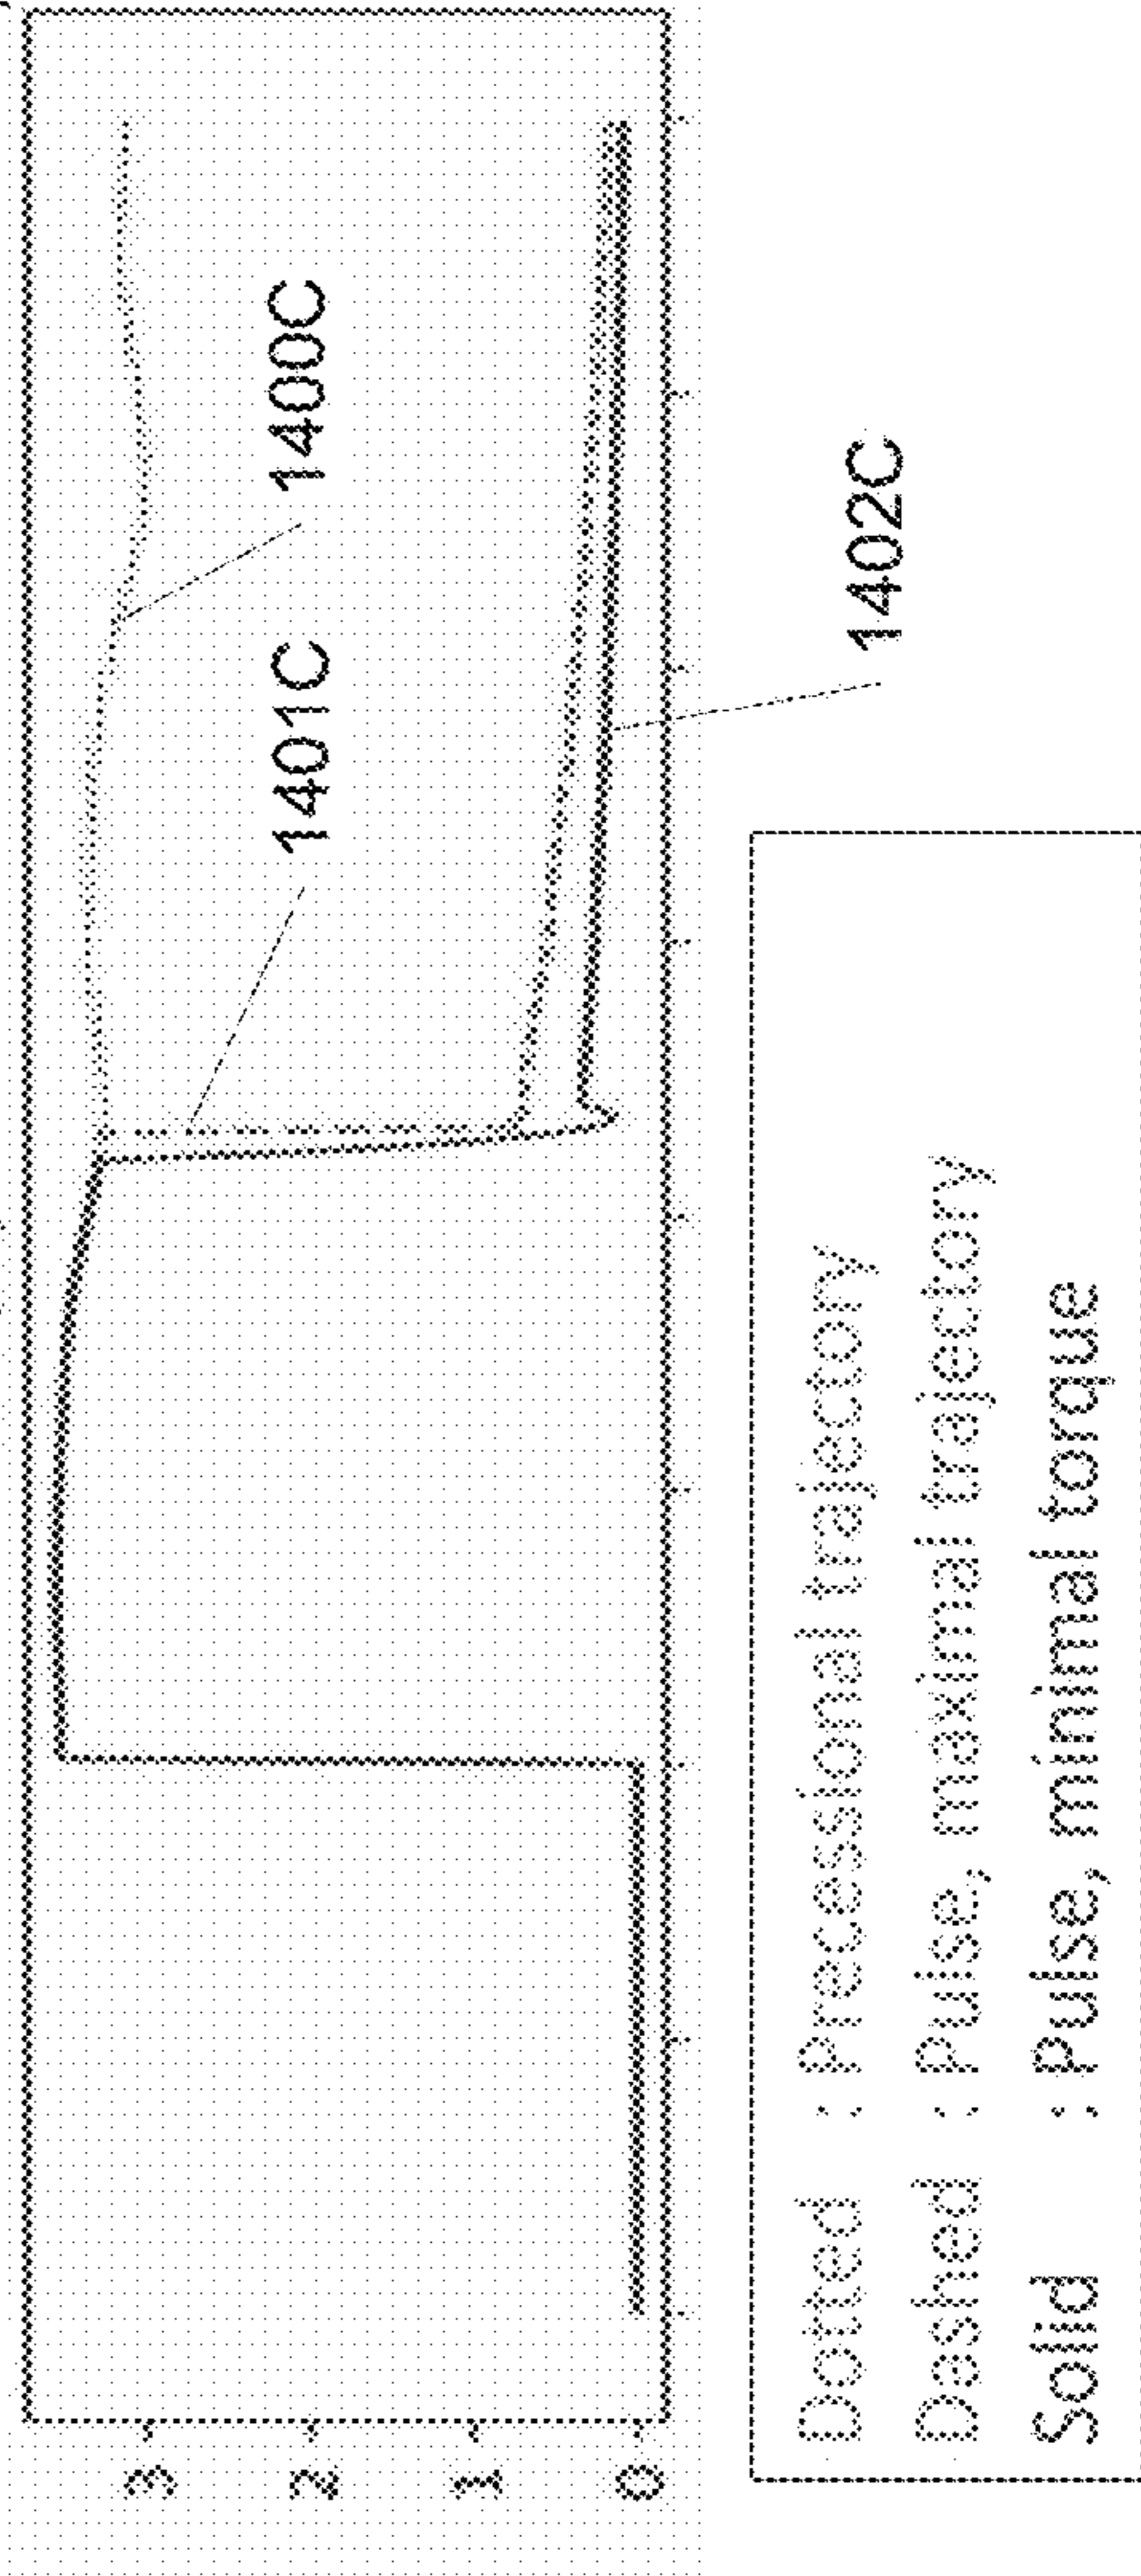 3
2
1
0
1401C
1400C
1402C
Dotted : Precessional trajectory
Dashed : Pulse, maximal trajectory
Solid : Pulse, minimal torque